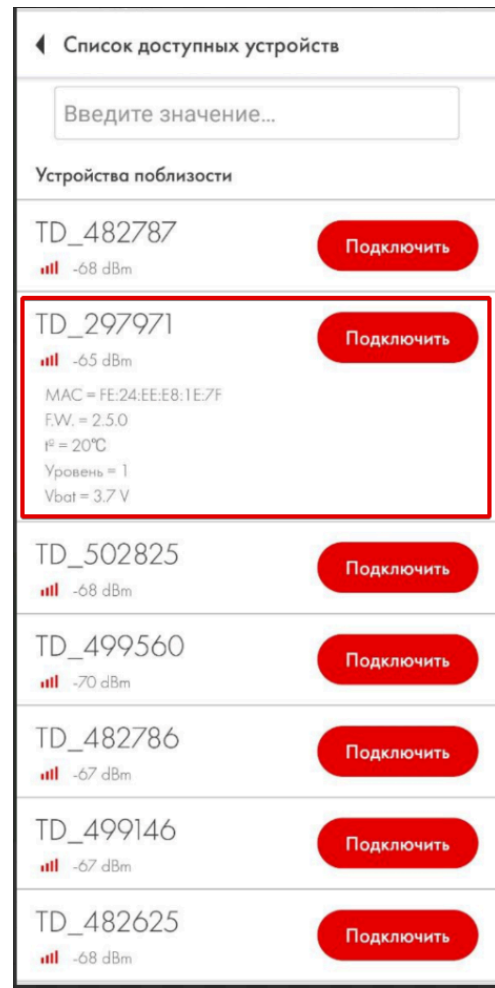 Список доступных устройств
Введите значение...
Устройства поблизости
TD_482787
Подключить
-68 dBm
TD_297971
Подключить
-65 dBm
MAC = FE:24:EE:E8:1E:7F
F.W. = 2.5.0
tº = 20℃
Уровень = 1
Vbat = 3.7 V
TD_502825
Подключить
-68 dBm
TD_499560
Подключить
-70 dBm
TD_482786
Подключить
-67 dBm
TD_499146
Подключить
-67 dBm
TD_482625
Подключить
-68 dBm